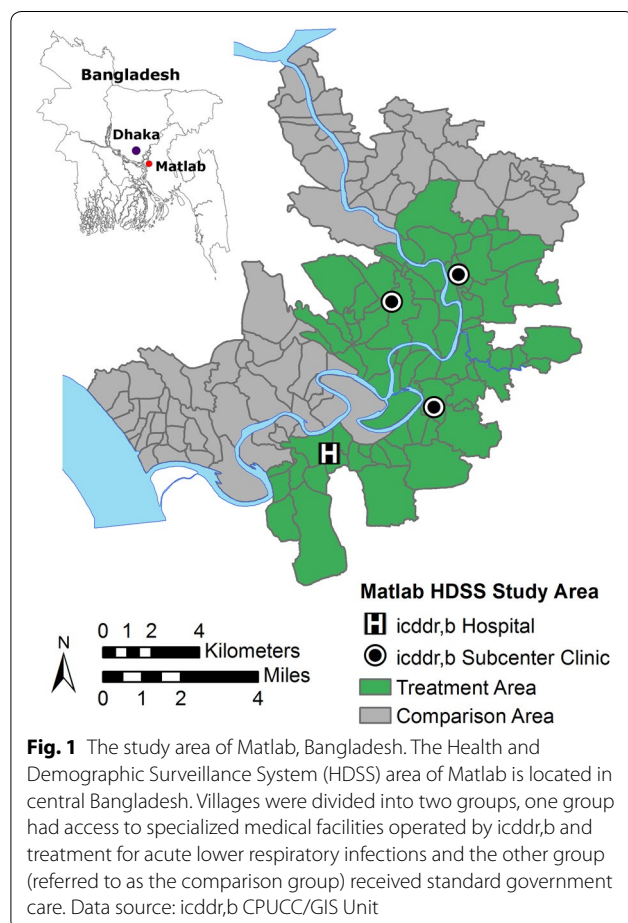 Bangladesh
Dhaka
Matlab
H
Matlab HDSS Study Area
H icddr,b Hospital
icddr,b Subcenter Clinic
Treatment Area
Comparison Area
N
0 1 2 4
Kilometers
Miles
0 2 4
Fig. 1 The study area of Matlab, Bangladesh. The Health and
Demographic Surveillance System (HDSS) area of Matlab is located in
central Bangladesh. Villages were divided into two groups, one group
had access to specialized medical facilities operated by icddr,b and
treatment for acute lower respiratory infections and the other group
(referred to as the comparison group) received standard government
care. Data source: icddr,b CPUCC/GIS Unit